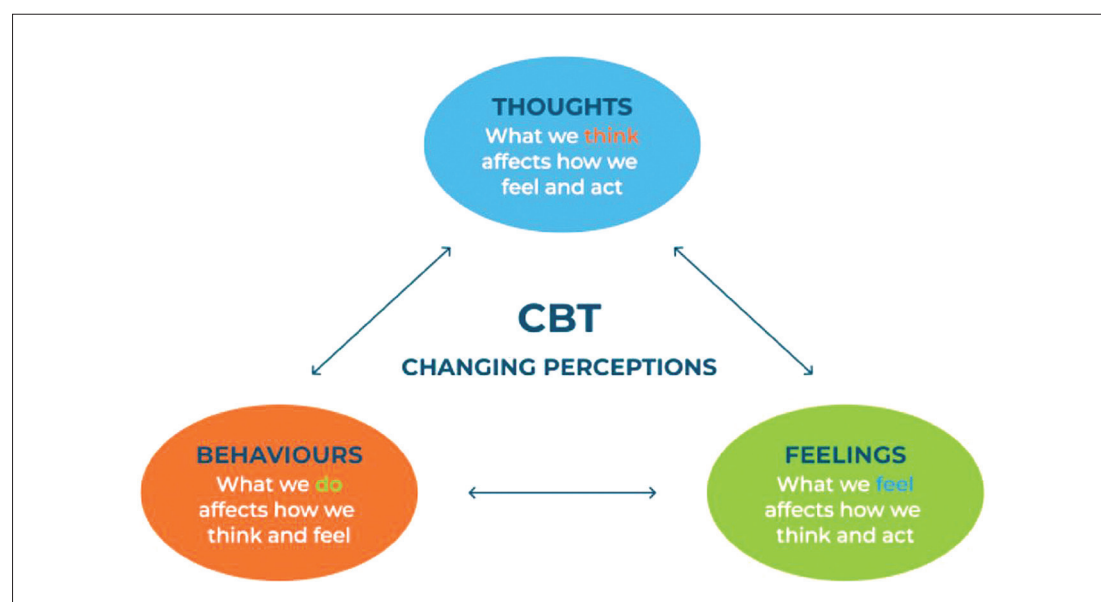 THOUGHTS
What we think
affects how we
feel and act
CBT
CHANGING PERCEPTIONS
BEHAVIOURS
What we do
affects how we
think and feel
FEELINGS
What we feel
affects how we
think and act